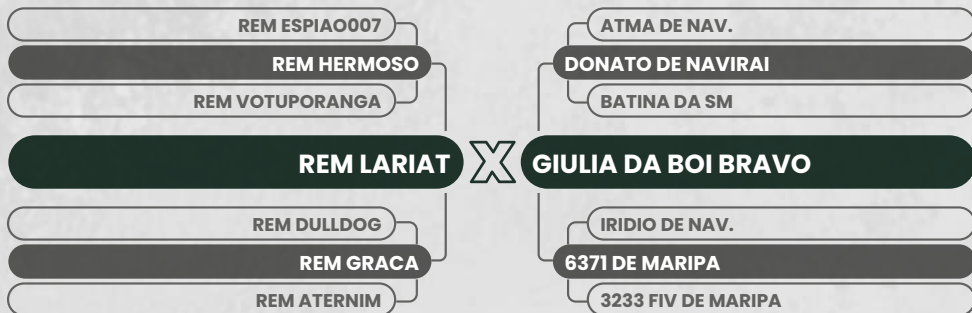 REM ESPIAO007
REM HERMOSO
REM VOTUPORANGA
REM LARIAT
REM DULLDOG
REM GRACA
REM ATERNIM
X
ATMA DE NAV.
DONATO DE NAVIRAI
BATINA DA SM
GIULIA DA BOI BRAVO
IRIDIO DE NAV.
6371 DE MARIPA
3233 FIV DE MARIPA